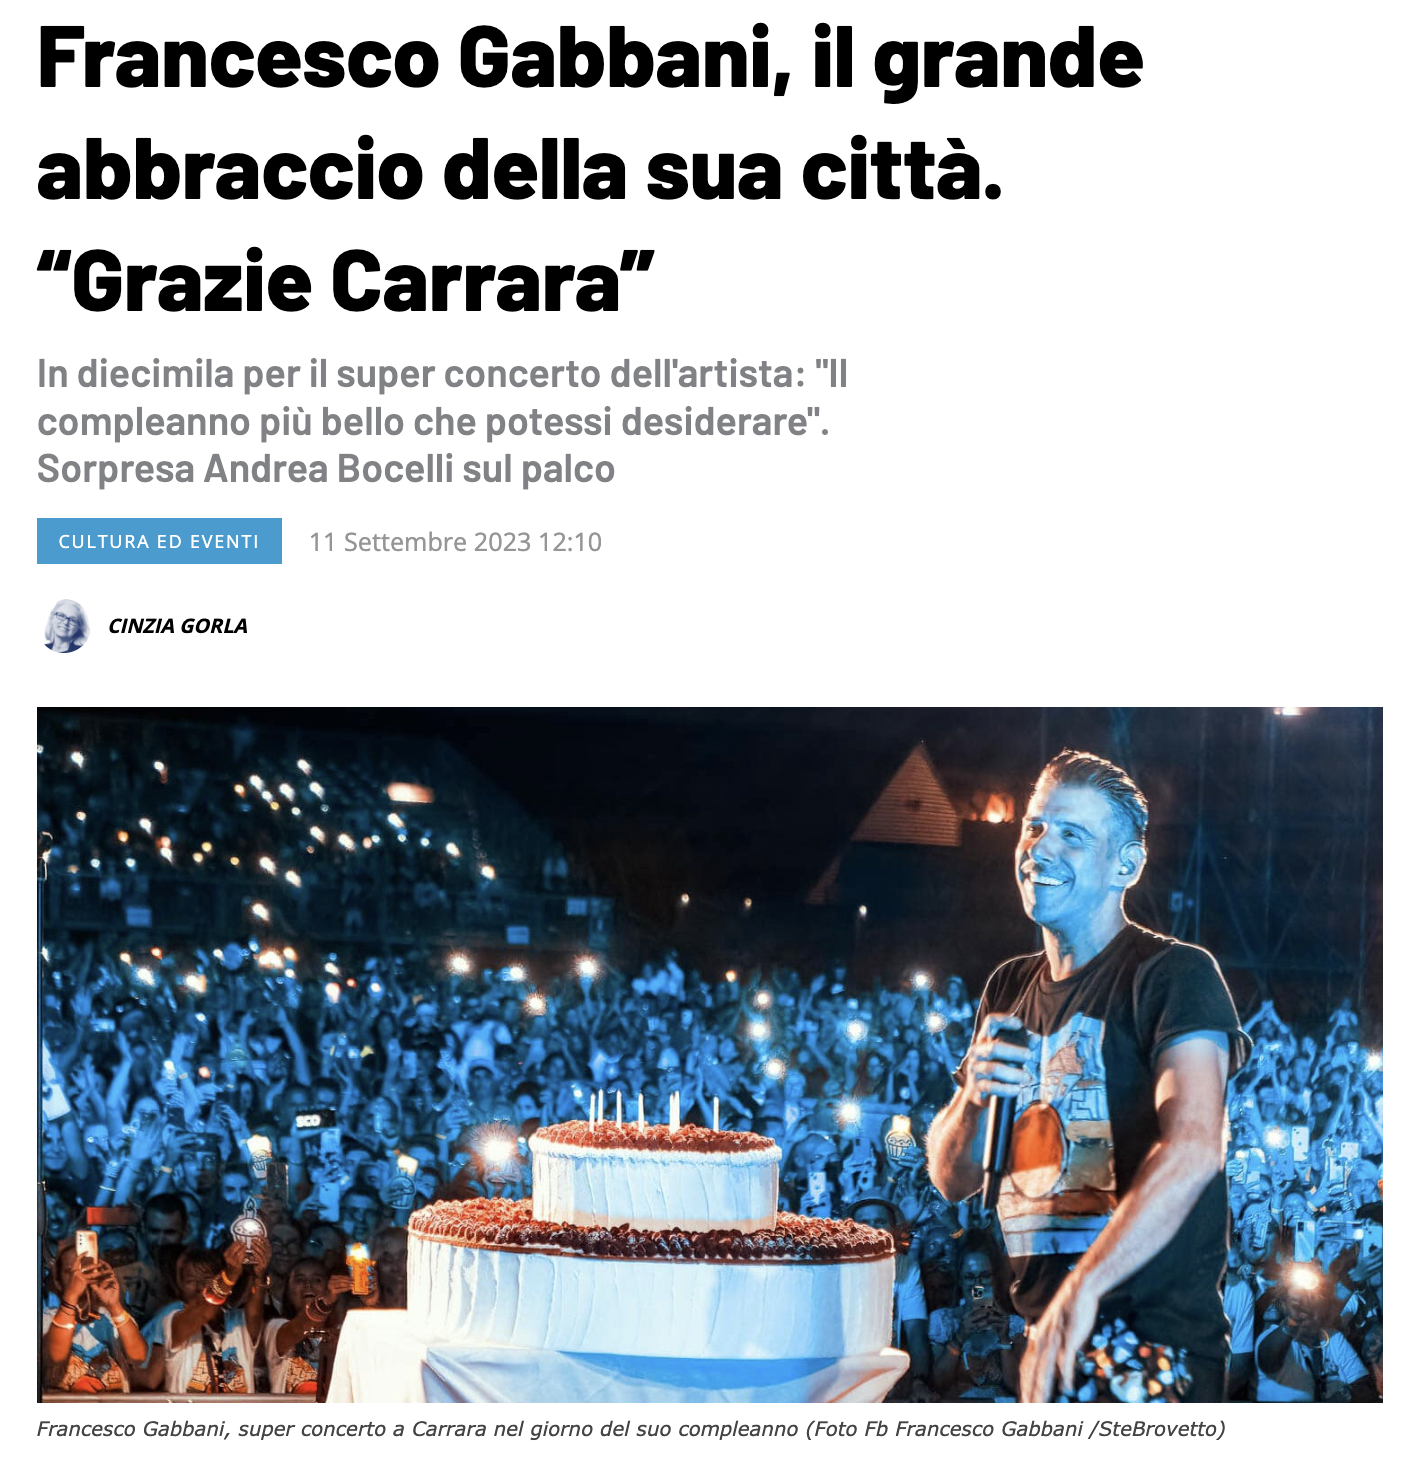 Francesco Gabbani, il grande
abbraccio della sua città.
“Grazie Carrara”
In diecimila per il super concerto dell'artista: "Il
compleanno più bello che potessi desiderare".
Sorpresa Andrea Bocelli sul palco
CULTURA ED EVENTI
11 Settembre 2023 12:10
CINZIA GORLA
Francesco Gabbani, super concerto a Carrara nel giorno del suo compleanno (Foto Fb Francesco Gabbani /SteBrovetto)